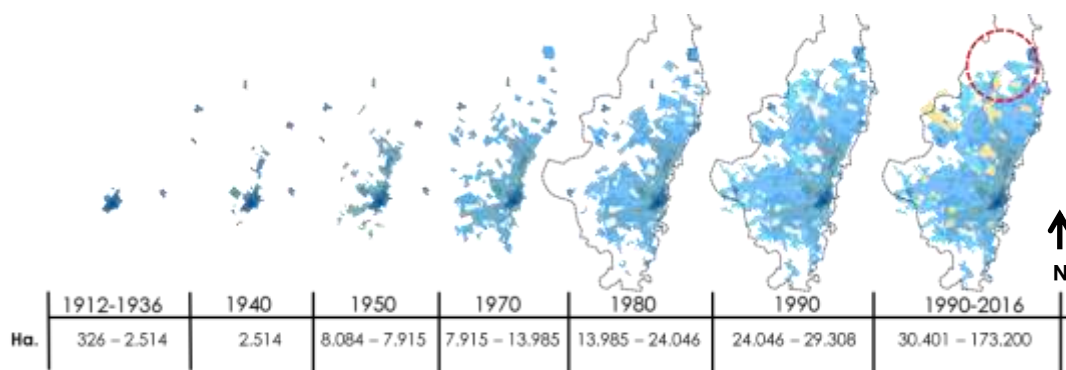 N
1912-1936 1940 1950 1970 1980 1990 1990-2016
Ha. 326 – 2.514 2.514 8.084 – 7.915 7.915 – 13.985 13.985 – 24.046 24.046 – 29.308 30.401 – 173.200